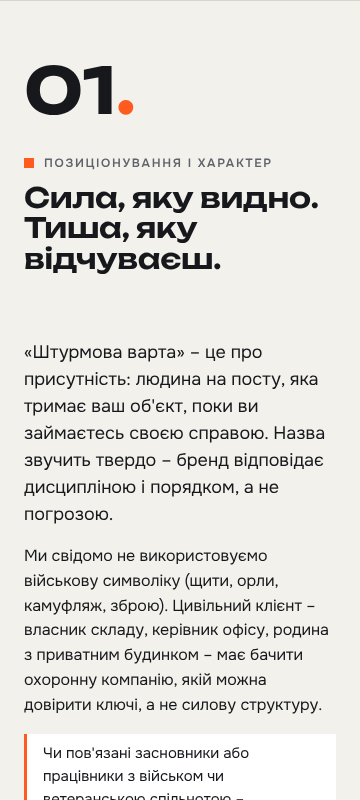 01.
ПОЗИЦІОНУВАННЯ І ХАРАКТЕР
Сила, яку видно.
Тиша, яку
відчуваєш.
«Штурмова варта» – це про
присутність: людина на посту, яка
тримає ваш об'єкт, поки ви
займаєтесь своєю справою. Назва
звучить твердо – бренд відповідає
дисципліною і порядком, а не
погрозою.
Ми свідомо не використовуємо
військову символіку (щити, орли,
камуфляж, зброю). Цивільний клієнт –
власник складу, керівник офісу, родина
з приватним будинком – має бачити
охоронну компанію, якій можна
довірити ключі, а не силову структуру.
Чи пов'язані засновники або
працівники з військом чи
ветеранською спільнотою –